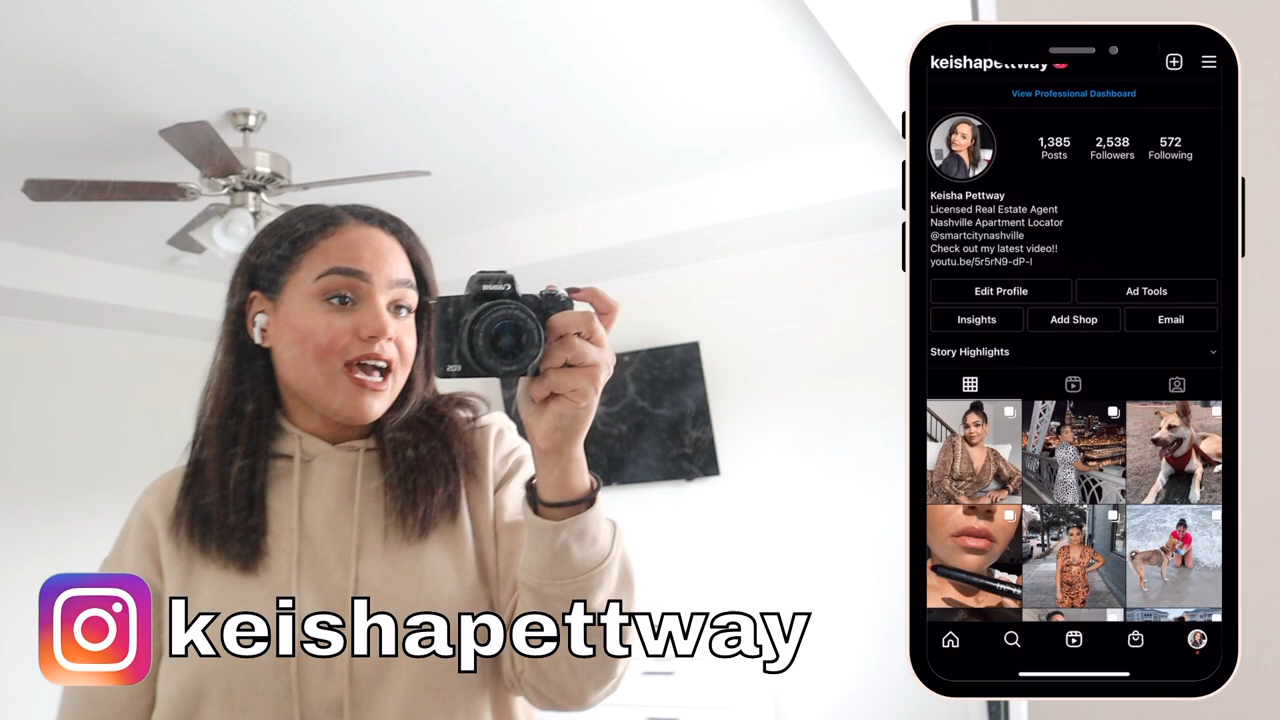 keishapettway
View Professional Dashboard
1,385 2,538 572
Posts Followers Following
Keisha Pettway
Licensed Real Estate Agent
Nashville Apartment Locator
@smartcitynashville
Check out my latest video!!
youtu.be/5r5rN9-dP-I
Edit Profile Ad Tools
Insights Add Shop Email
Story Highlights
Canon
keishapettway